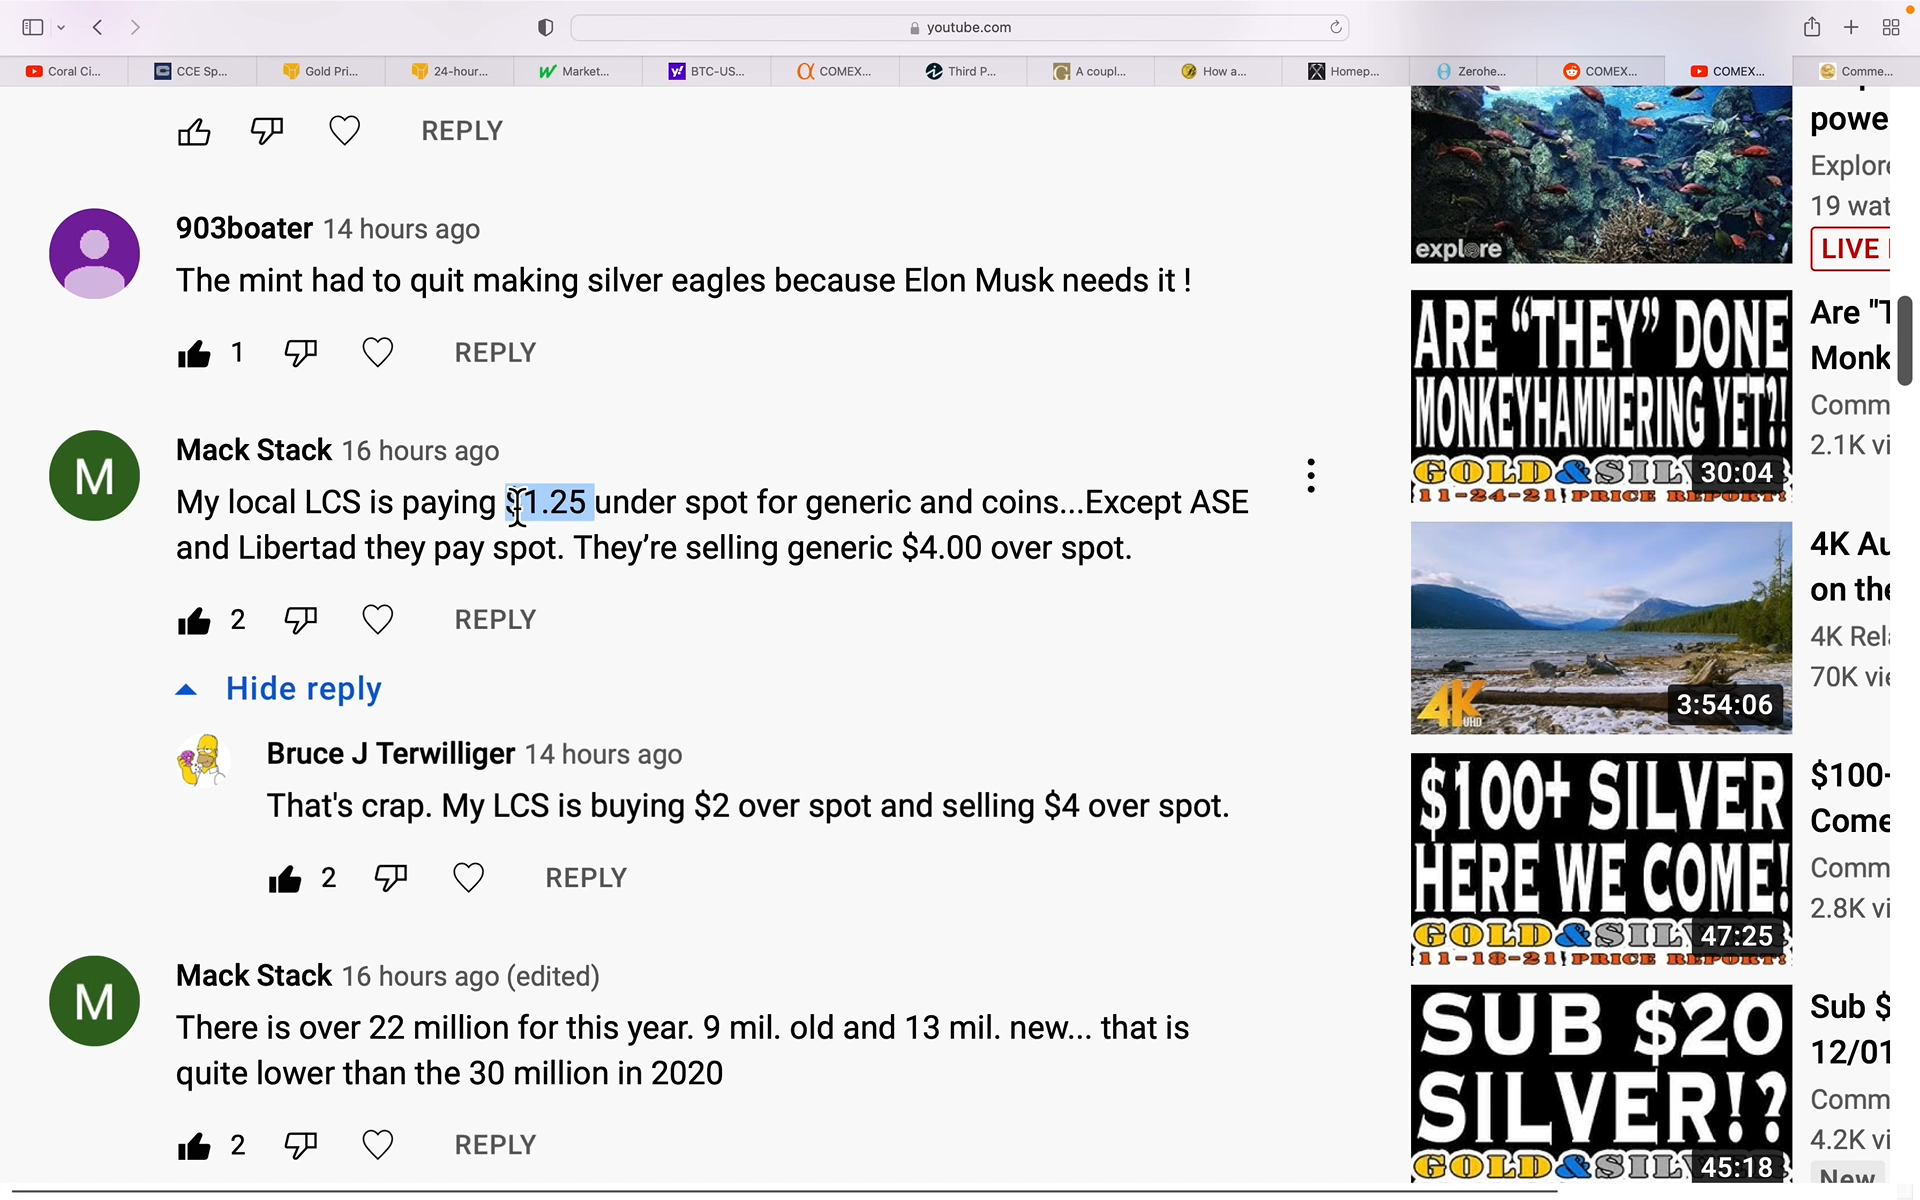 youtube.com
Coral Ci...
CCE Sp...
Gold Pri...
24-hour...
Market...
BTC-US...
COMEX...
Third P...
A coupl...
How a...
Homep...
Zerohe...
COMEX...
COMEX...
Comme...
REPLY
903boater 14 hours ago
The mint had to quit making silver eagles because Elon Musk needs it !
1 REPLY
M
Mack Stack 16 hours ago
My local LCS is paying $1.25 under spot for generic and coins...Except ASE
and Libertad they pay spot. They’re selling generic $4.00 over spot.
2 REPLY
Hide reply
Bruce J Terwilliger 14 hours ago
That's crap. My LCS is buying $2 over spot and selling $4 over spot.
2 REPLY
M
Mack Stack 16 hours ago (edited)
There is over 22 million for this year. 9 mil. old and 13 mil. new... that is
quite lower than the 30 million in 2020
2 REPLY
explore
powe
Explore
19 wat
LIVE
ARE “THEY” DONE
MONKEYHAMMERING YET?!
GOLD&SIL
30:04
11-24-21 PRICE REPORT!
Are "T
Monk
Comm
2.1K vi
4K UHD
3:54:06
4K Au
on the
4K Rela
70K vie
$100+ SILVER
HERE WE COME!
GOLD&SIL
47:25
11-18-21 PRICE REPORT!
$100-
Come
Comm
2.8K vi
SUB $20
SILVER!?
GOLD&SIL
45:18
Sub $
12/01
Comm
4.2K vi
New